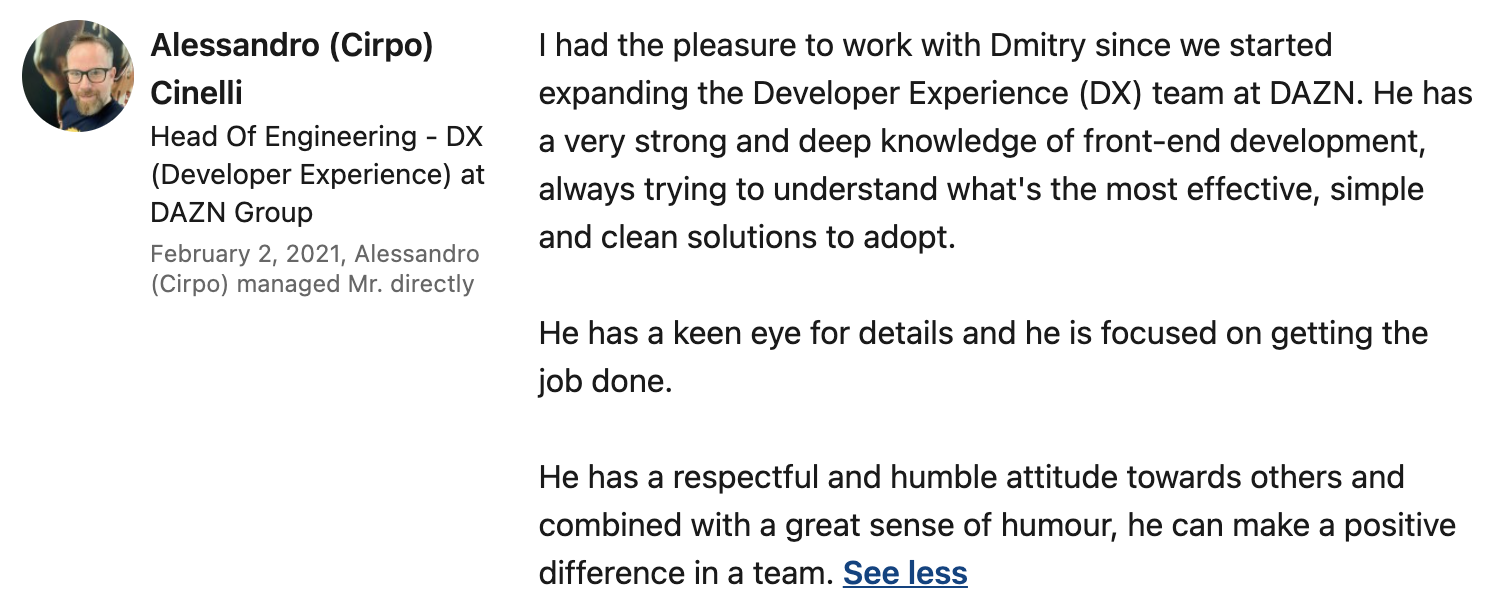 Alessandro (Cirpo)
Cinelli
Head Of Engineering - DX
(Developer Experience) at
DAZN Group
February 2, 2021, Alessandro
(Cirpo) managed Mr. directly
I had the pleasure to work with Dmitry since we started
expanding the Developer Experience (DX) team at DAZN. He has
a very strong and deep knowledge of front-end development,
always trying to understand what's the most effective, simple
and clean solutions to adopt.
He has a keen eye for details and he is focused on getting the
job done.
He has a respectful and humble attitude towards others and
combined with a great sense of humour, he can make a positive
difference in a team. See less